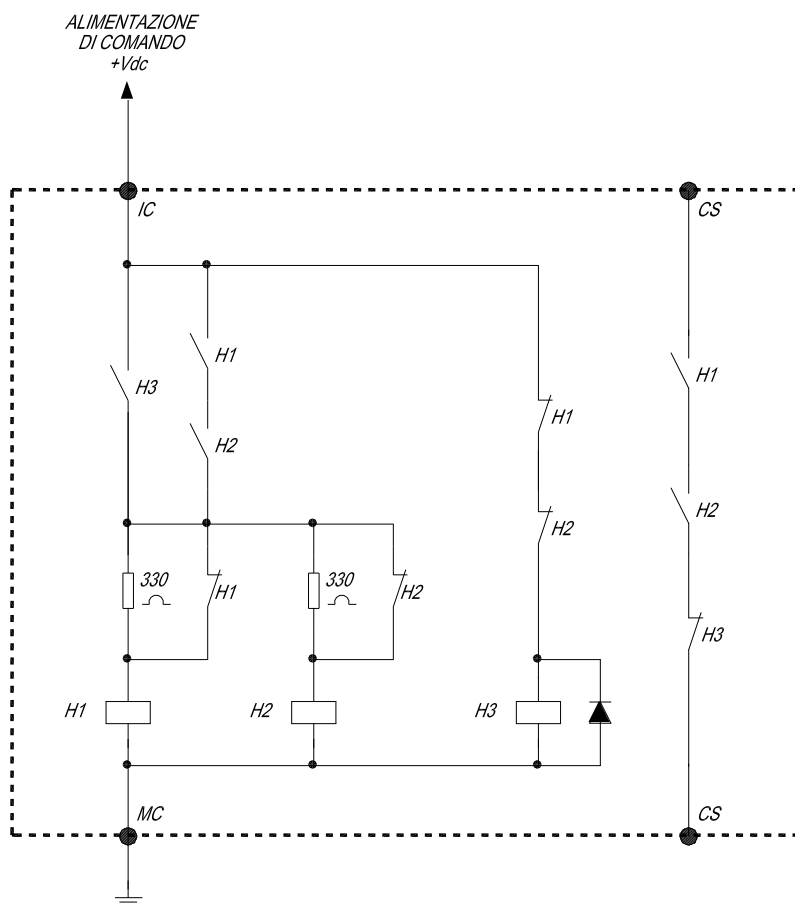 ALIMENTAZIONE
DI COMANDO
+Vdc
IC
CS
H1
H3
H1
H1
H2
H2
H2
330
H1
330
H2
H3
H1
H2
H3
MC
CS